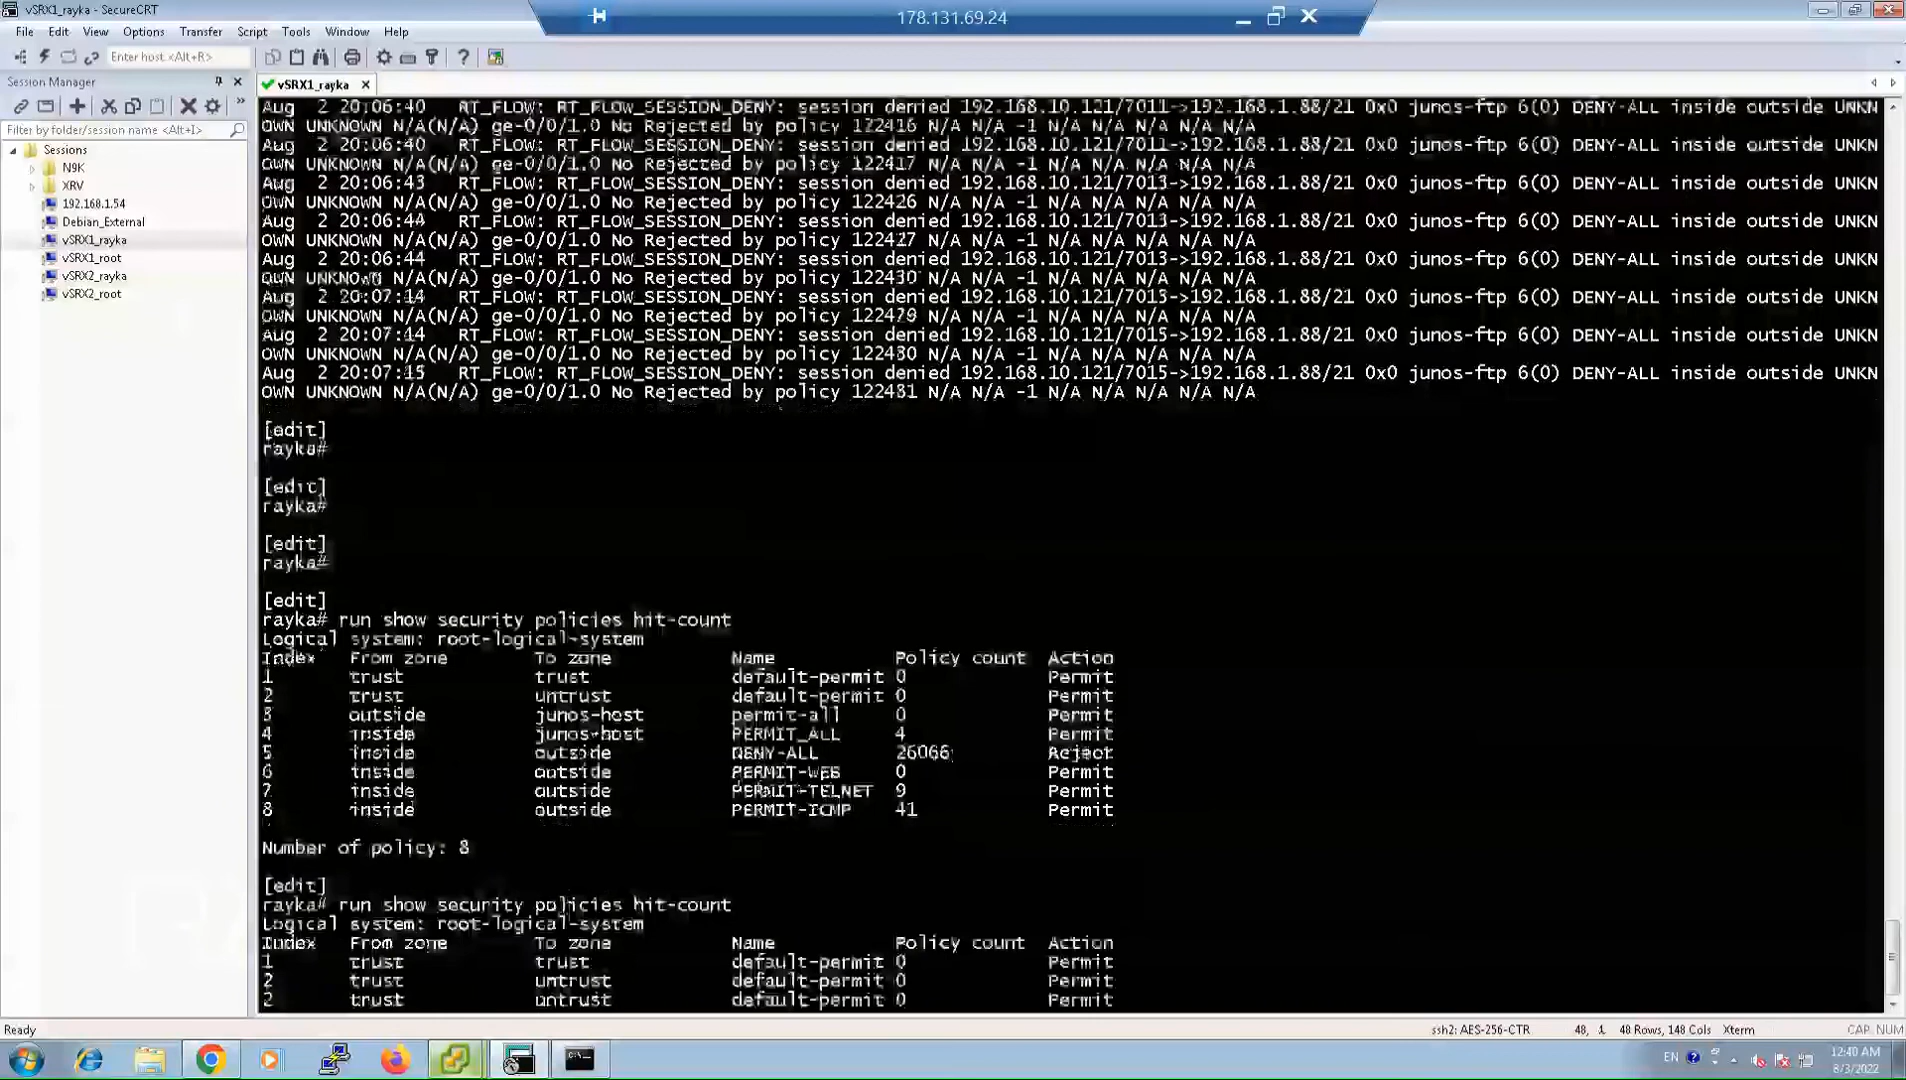 vSRX1_rayka - SecureCRT
178.131.69.24
File Edit View Options Transfer Script Tools Window Help
Enter host <Alt+R>
Session Manager
vSRX1_rayka
Filter by folder/session name <Alt+I>
Sessions
N9K
XRV
192.168.1.54
Debian_External
vSRX1_rayka
vSRX1_root
vSRX2_rayka
vSRX2_root
Aug 2 20:06:40 RT_FLOW: RT_FLOW_SESSION_DENY: session denied 192.168.10.121/7011->192.168.1.88/21 0x0 junos-ftp 6(0) DENY-ALL inside outside UNKN
OWN UNKNOWN N/A(N/A) ge-0/0/1.0 No Rejected by policy 122416 N/A N/A -1 N/A N/A N/A N/A
Aug 2 20:06:40 RT_FLOW: RT_FLOW_SESSION_DENY: session denied 192.168.10.121/7011->192.168.1.88/21 0x0 junos-ftp 6(0) DENY-ALL inside outside UNKN
OWN UNKNOWN N/A(N/A) ge-0/0/1.0 No Rejected by policy 122417 N/A N/A -1 N/A N/A N/A N/A
Aug 2 20:06:43 RT_FLOW: RT_FLOW_SESSION_DENY: session denied 192.168.10.121/7013->192.168.1.88/21 0x0 junos-ftp 6(0) DENY-ALL inside outside UNKN
OWN UNKNOWN N/A(N/A) ge-0/0/1.0 No Rejected by policy 122426 N/A N/A -1 N/A N/A N/A N/A
Aug 2 20:06:44 RT_FLOW: RT_FLOW_SESSION_DENY: session denied 192.168.10.121/7013->192.168.1.88/21 0x0 junos-ftp 6(0) DENY-ALL inside outside UNKN
OWN UNKNOWN N/A(N/A) ge-0/0/1.0 No Rejected by policy 122427 N/A N/A -1 N/A N/A N/A N/A
Aug 2 20:06:44 RT_FLOW: RT_FLOW_SESSION_DENY: session denied 192.168.10.121/7013->192.168.1.88/21 0x0 junos-ftp 6(0) DENY-ALL inside outside UNKN
OWN UNKNOWN N/A(N/A) ge-0/0/1.0 No Rejected by policy 122430 N/A N/A -1 N/A N/A N/A N/A
Aug 2 20:07:14 RT_FLOW: RT_FLOW_SESSION_DENY: session denied 192.168.10.121/7015->192.168.1.88/21 0x0 junos-ftp 6(0) DENY-ALL inside outside UNKN
OWN UNKNOWN N/A(N/A) ge-0/0/1.0 No Rejected by policy 122479 N/A N/A -1 N/A N/A N/A N/A
Aug 2 20:07:14 RT_FLOW: RT_FLOW_SESSION_DENY: session denied 192.168.10.121/7015->192.168.1.88/21 0x0 junos-ftp 6(0) DENY-ALL inside outside UNKN
OWN UNKNOWN N/A(N/A) ge-0/0/1.0 No Rejected by policy 122480 N/A N/A -1 N/A N/A N/A N/A
Aug 2 20:07:15 RT_FLOW: RT_FLOW_SESSION_DENY: session denied 192.168.10.121/7015->192.168.1.88/21 0x0 junos-ftp 6(0) DENY-ALL inside outside UNKN
OWN UNKNOWN N/A(N/A) ge-0/0/1.0 No Rejected by policy 122481 N/A N/A -1 N/A N/A N/A N/A
[edit]
rayka#
[edit]
rayka#
[edit]
rayka#
[edit]
rayka# run show security policies hit-count
Logical system: root-logical-system
Index From zone To zone Name Policy count Action
1 trust trust default-permit 0 Permit
2 trust untrust default-permit 0 Permit
3 outside junos-host permit-all 0 Permit
4 inside junos-host PERMIT_ALL 4 Permit
5 inside outside DENY-ALL 26066 Reject
6 inside outside PERMIT-WEB 0 Permit
7 inside outside PERMIT-TELNET 9 Permit
8 inside outside PERMIT-ICMP 41 Permit
Number of policy: 8
[edit]
rayka# run show security policies hit-count
Logical system: root-logical-system
Index From zone To zone Name Policy count Action
1 trust trust default-permit 0 Permit
2 trust untrust default-permit 0 Permit
2 trust untrust default-permit 0 Permit
Ready ssh2: AES-256-CTR 48, 1 48 Rows, 148 Cols Xterm CAP NUM
EN 12:40 AM
8/3/2022